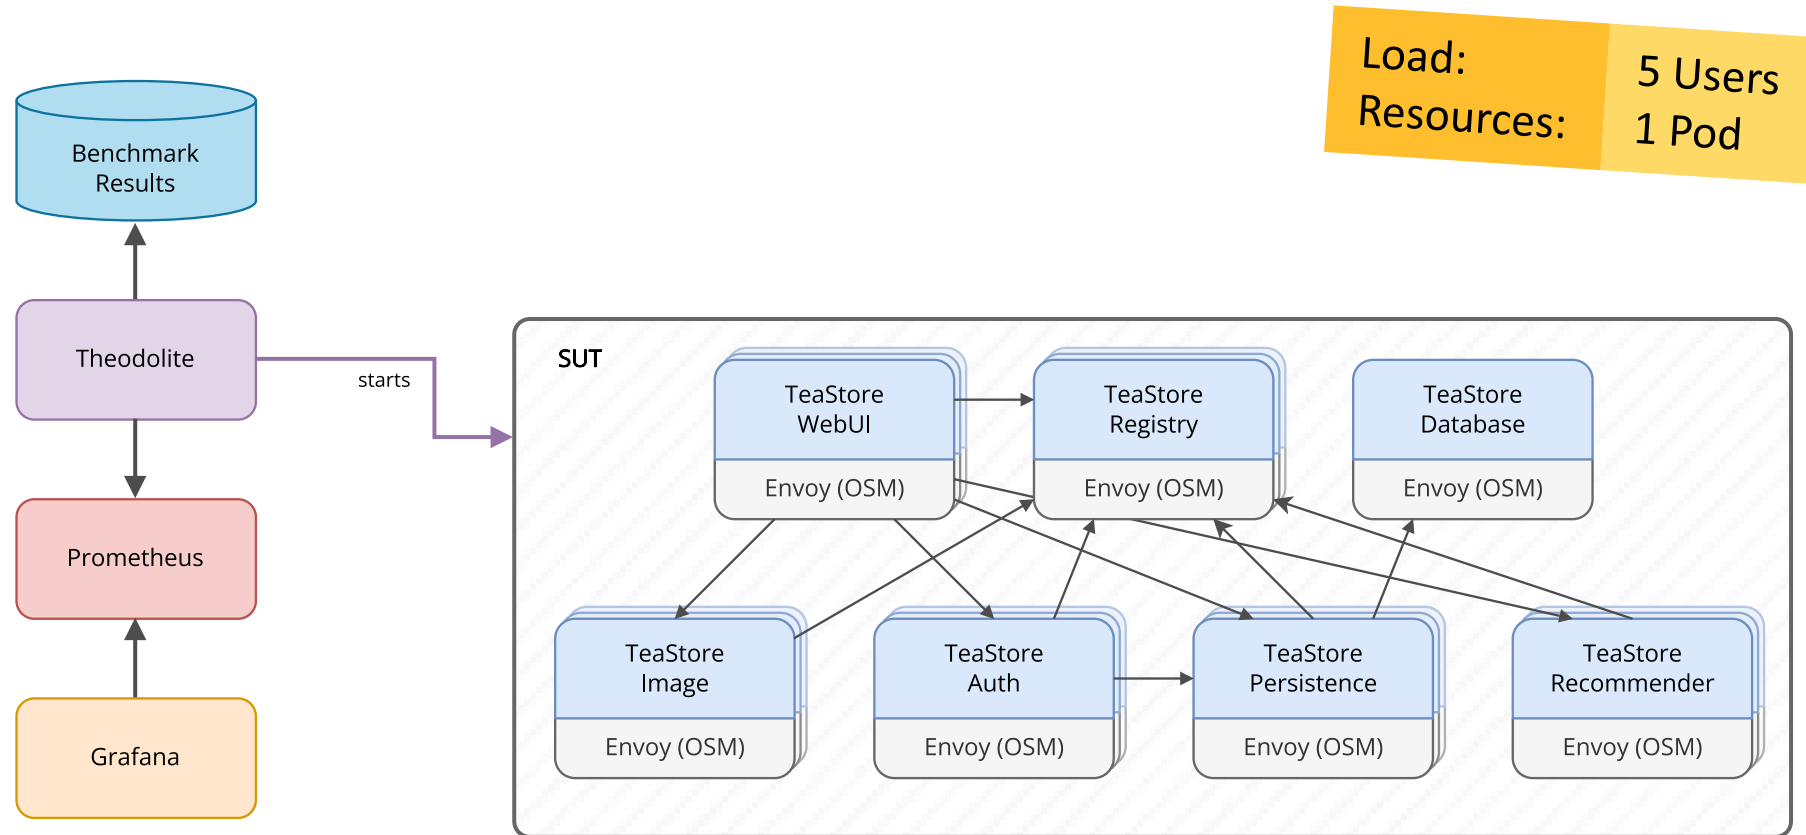 Load:
5 Users
Resources:
1 Pod
Benchmark
Results
Theodolite
starts
Prometheus
Grafana
SUT
TeaStore
WebUI
Envoy (OSM)
TeaStore
Registry
Envoy (OSM)
TeaStore
Database
Envoy (OSM)
TeaStore
Image
Envoy (OSM)
TeaStore
Auth
Envoy (OSM)
TeaStore
Persistence
Envoy (OSM)
TeaStore
Recommender
Envoy (OSM)